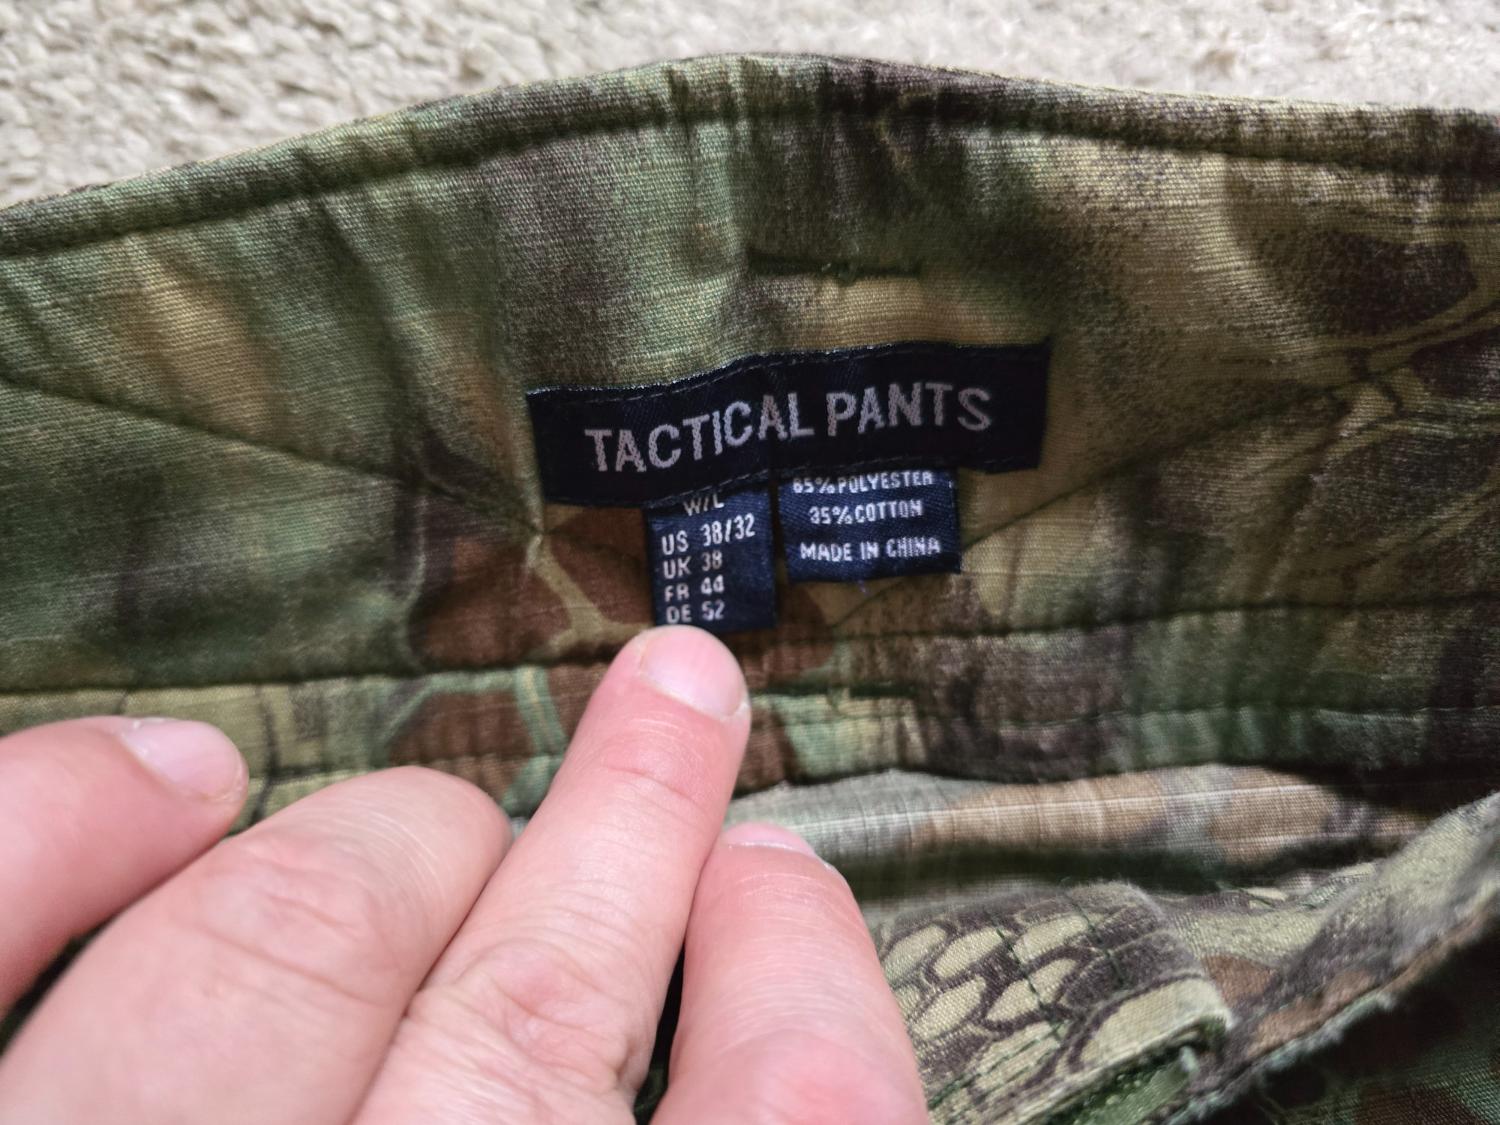 TACTICAL PANTS
W/L
US 38/32
UK 38
FR 44
DE 52
65%POLYESTER
35%COTTON
MADE IN CHINA